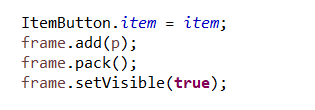 ItemButton.item = item;
frame.add(p);
frame.pack();
frame.setVisible(true);